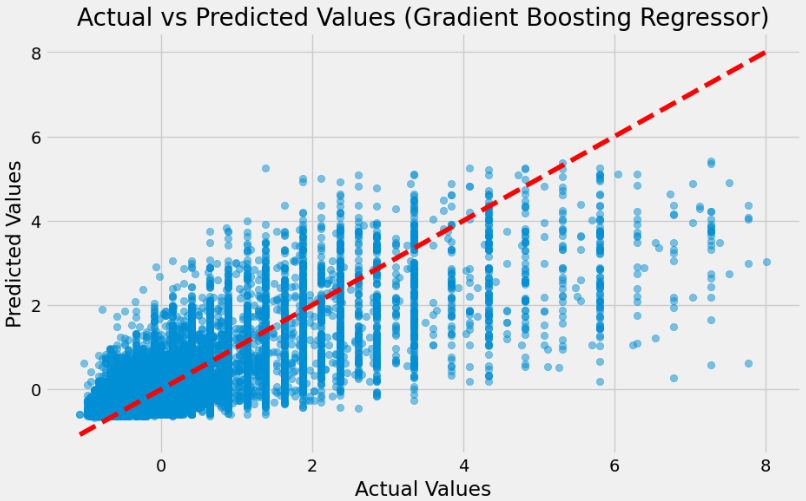 Actual vs Predicted Values (Gradient Boosting Regressor)
8
6
4
2
0
Predicted Values
0 2 4 6 8
Actual Values